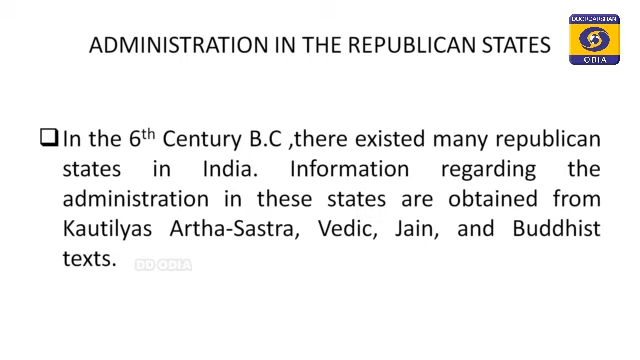 DOORDARSHAN
ODIA
ADMINISTRATION IN THE REPUBLICAN STATES
❑In the 6th Century B.C ,there existed many republican
states in India. Information regarding the
administration in these states are obtained from
Kautilyas Artha-Sastra, Vedic, Jain, and Buddhist
texts.
DD ODIA